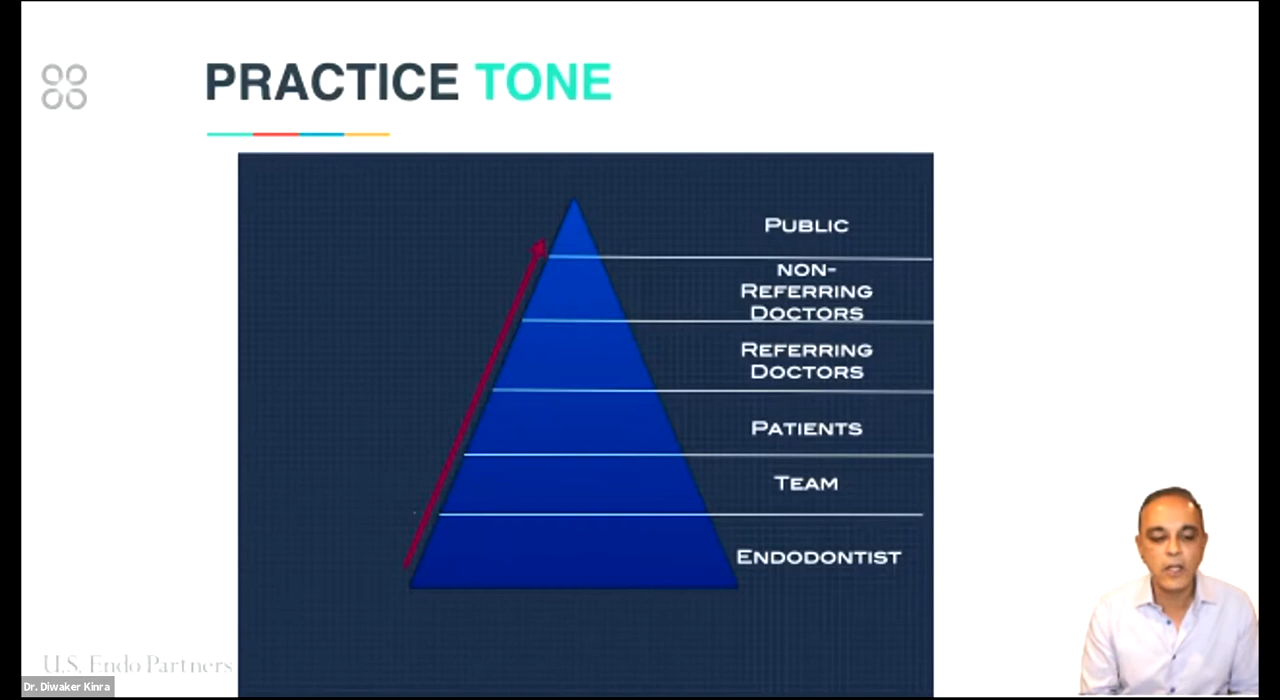 PRACTICE TONE
PUBLIC
NON-
REFERRING
DOCTORS
REFERRING
DOCTORS
PATIENTS
TEAM
ENDODONTIST
U.S. Endo Partners
Dr. Diwaker Kinra